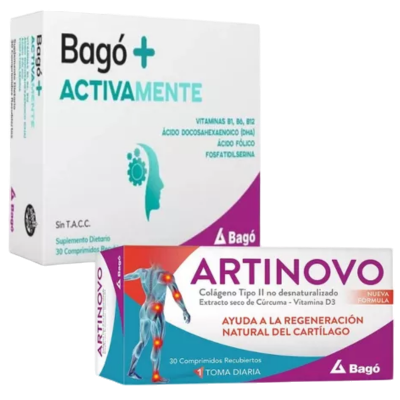 Bagó +
ACTIVAMENTE
VITAMINAS B1, B6, B12
ÁCIDO DOCOSAHEXAENOICO (DHA)
ÁCIDO FÓLICO
FOSFATIDILSERINA
Sin T.A.C.C.
Suplemento Dietario
30 Comprimidos Recubiertos
Bagó
Bagó +
ACTIVAMENTE
ARTINOVO
Colágeno Tipo II no desnaturalizado
Extracto seco de Cúrcuma - Vitamina D3
NUEVA
FÓRMULA
AYUDA A LA REGENERACIÓN
NATURAL DEL CARTÍLAGO
30 Comprimidos Recubiertos
1 TOMA DIARIA
Bagó
ARTINOVO